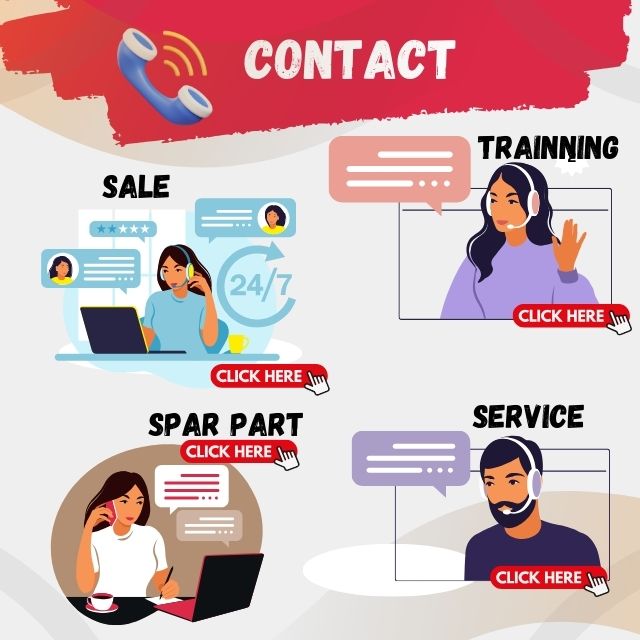 CONTACT
TRAINNING
SALE
24/7
CLICK HERE
CLICK HERE
SPAR PART
CLICK HERE
SERVICE
CLICK HERE